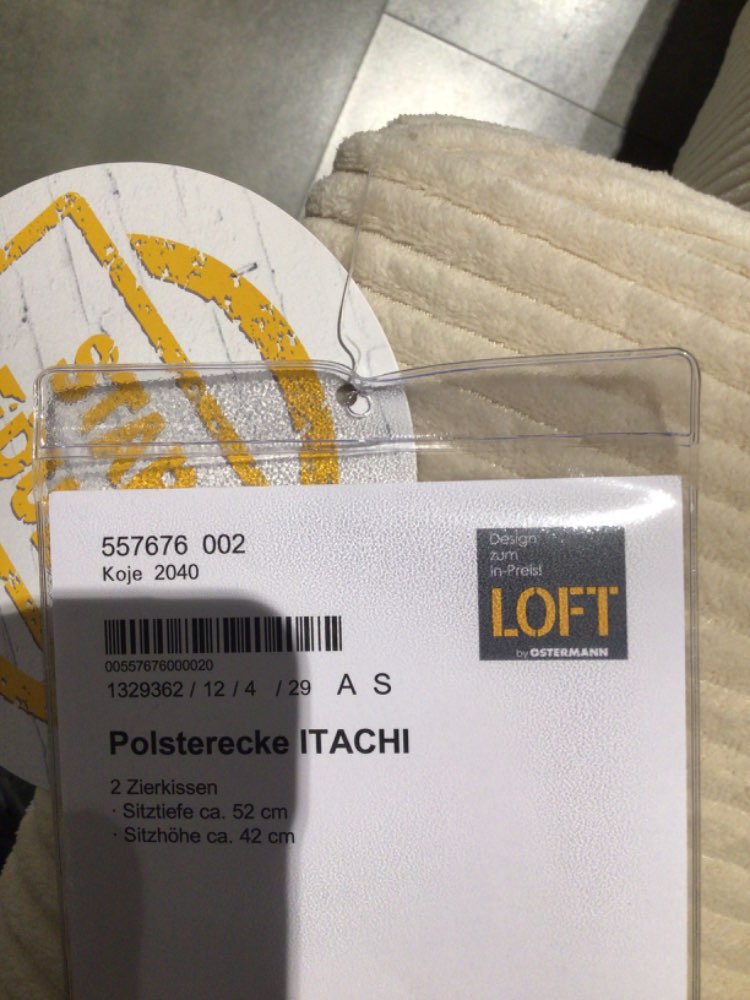 STAR
557676 002
Koje 2040
Design
zum
in-Preis!
LOFT
by OSTERMANN
00557676000020
1329362 / 12 / 4 / 29 A S
Polsterecke ITACHI
2 Zierkissen
· Sitztiefe ca. 52 cm
· Sitzhöhe ca. 42 cm